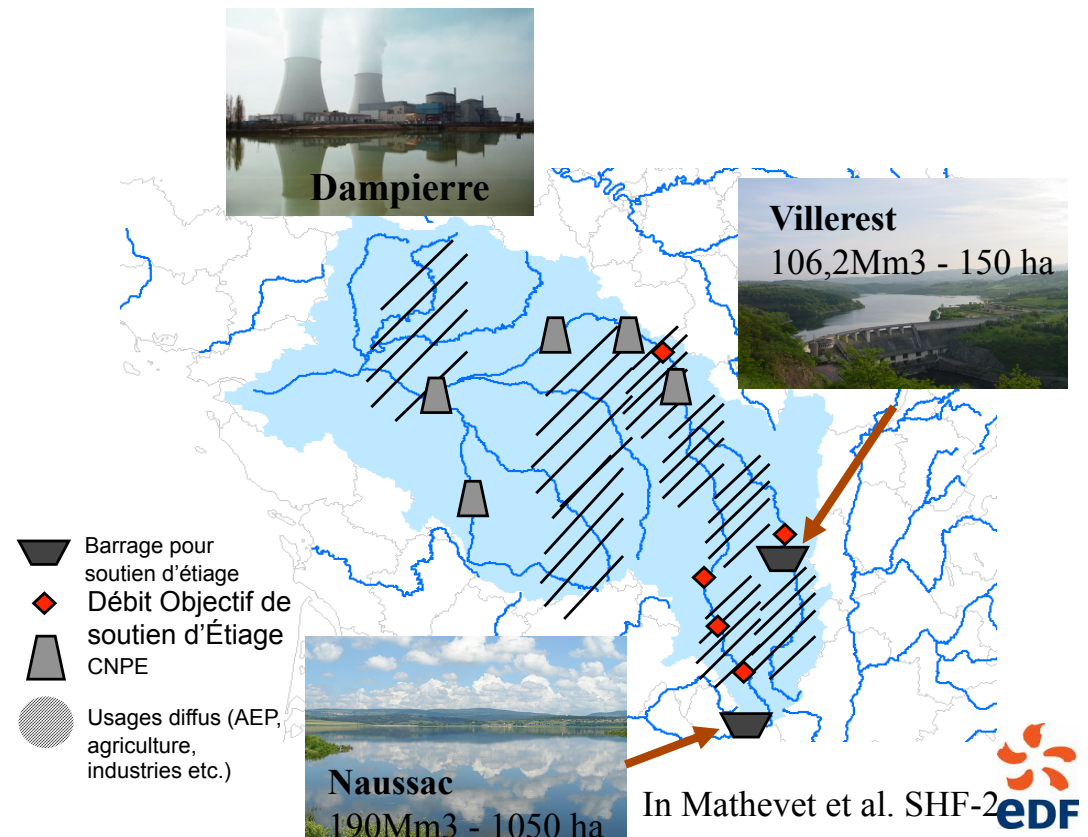 Dampierre
Villerest
106,2Mm3 - 150 ha
Barrage pour
soutien d'étiage
Débit Objectif de
soutien d'Étiage
CNPE
Usages diffus (AEP,
agriculture,
industries etc.)
Naussac
190Mm3 - 1050 ha
In Mathevet et al. SHF-2
eDF